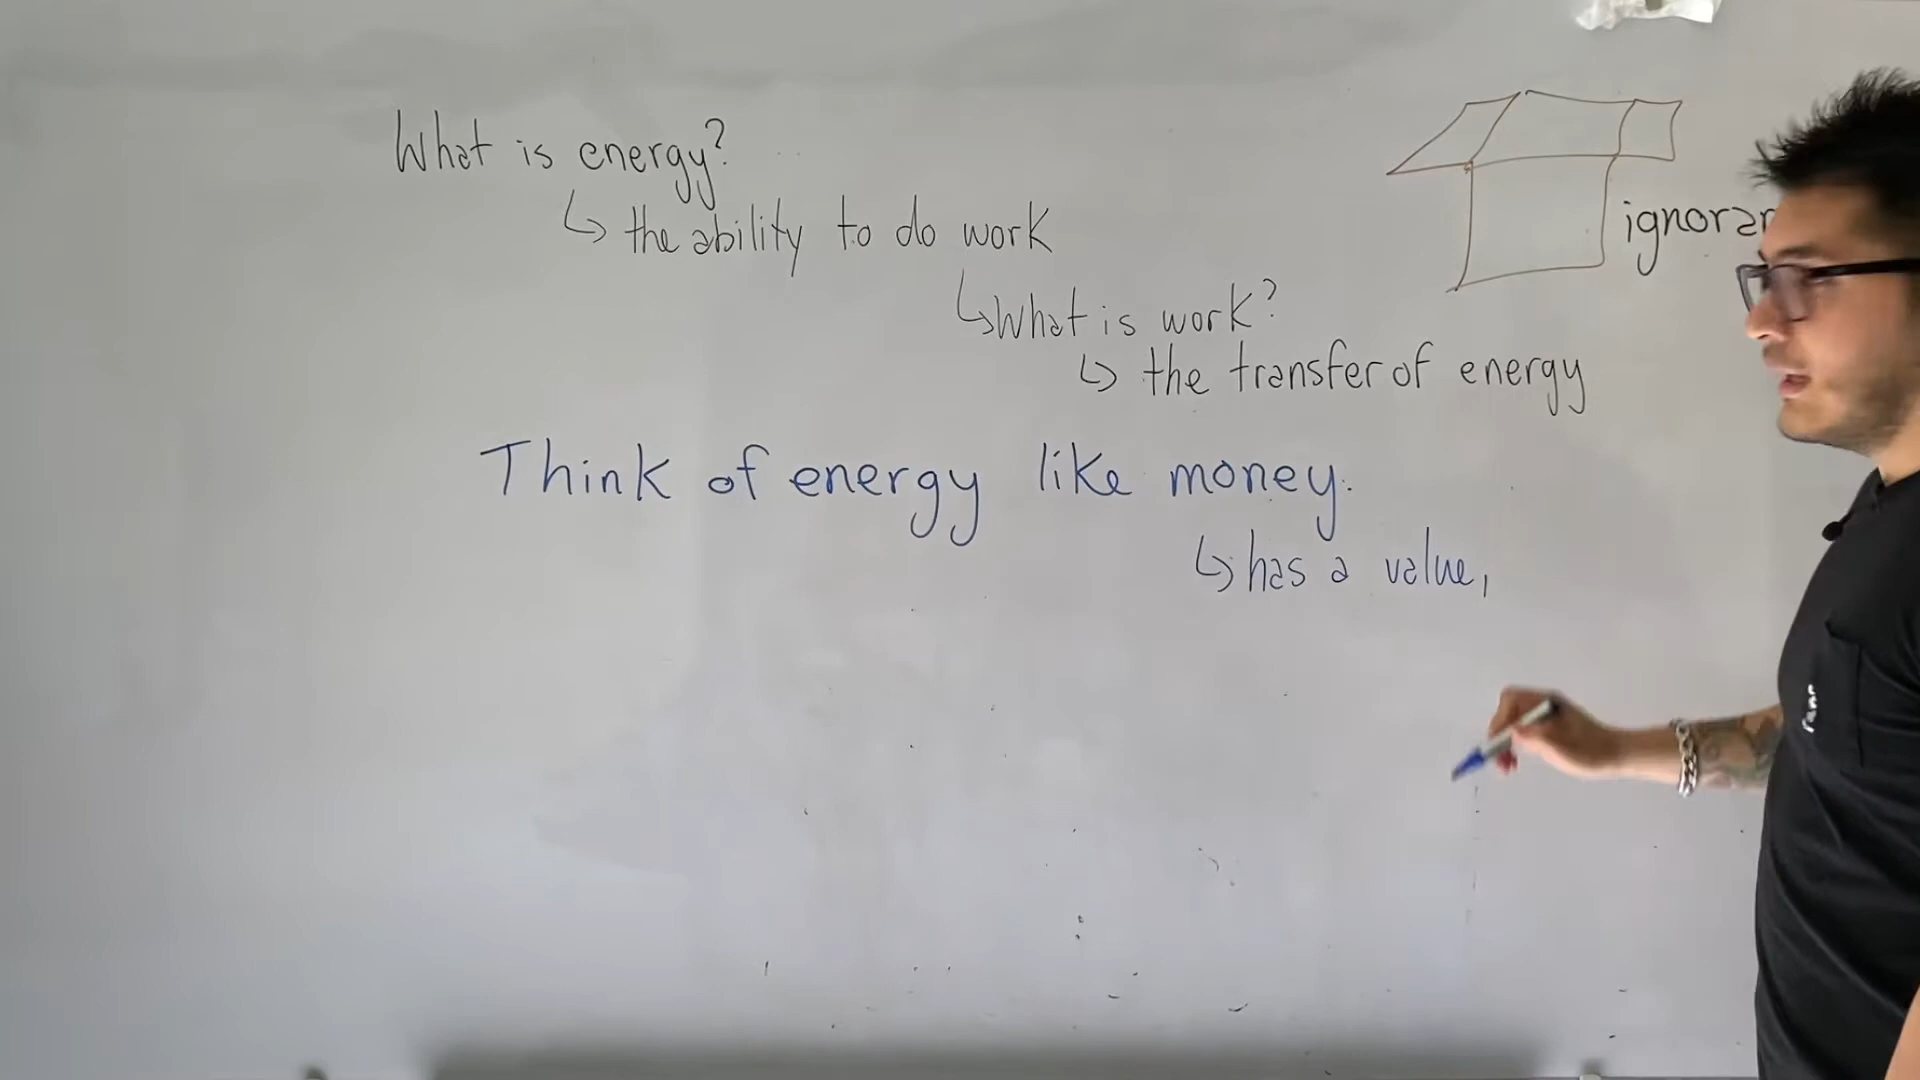 What is energy?
↳ the ability to do work
↳ What is work?
↳ the transfer of energy
Think of energy like money.
↳ has a value,